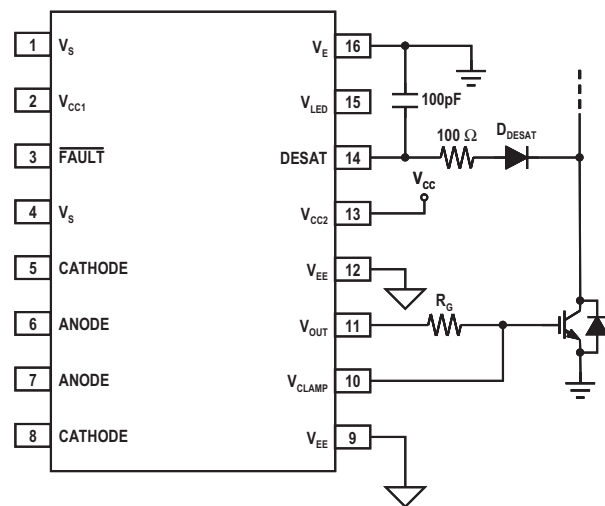 1 V_S V_E 16
2 V_CC1 V_LED 15 100pF
3 FAULT DESAT 14 100 Ω D_DESAT
V_CC
4 V_S V_CC2 13
5 CATHODE V_EE 12
R_G
6 ANODE V_OUT 11
7 ANODE V_CLAMP 10
8 CATHODE V_EE 9